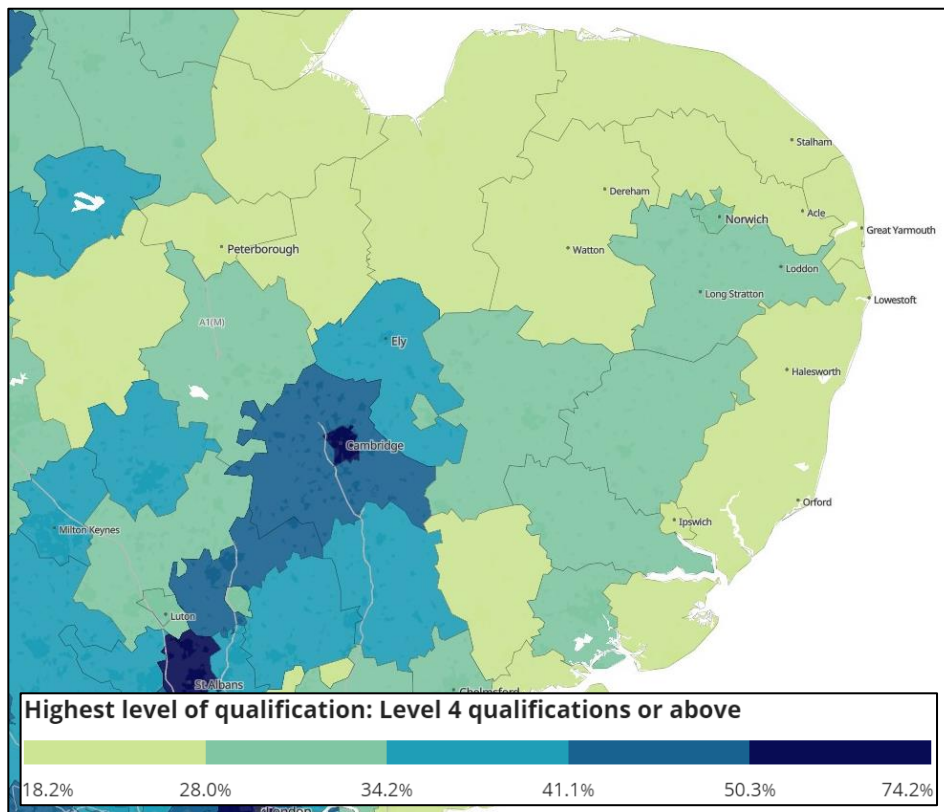 Stalham
Dereham
Norwich
Acle
Great Yarmouth
Peterborough
Watton
Loddon
Long Stratton
Lowestoft
A1(M)
Ely
Halesworth
Cambridge
Orford
Milton Keynes
Ipswich
Luton
St Albans
Chelmsford
Highest level of qualification: Level 4 qualifications or above
18.2% 28.0% 34.2% 41.1% 50.3% 74.2%
London